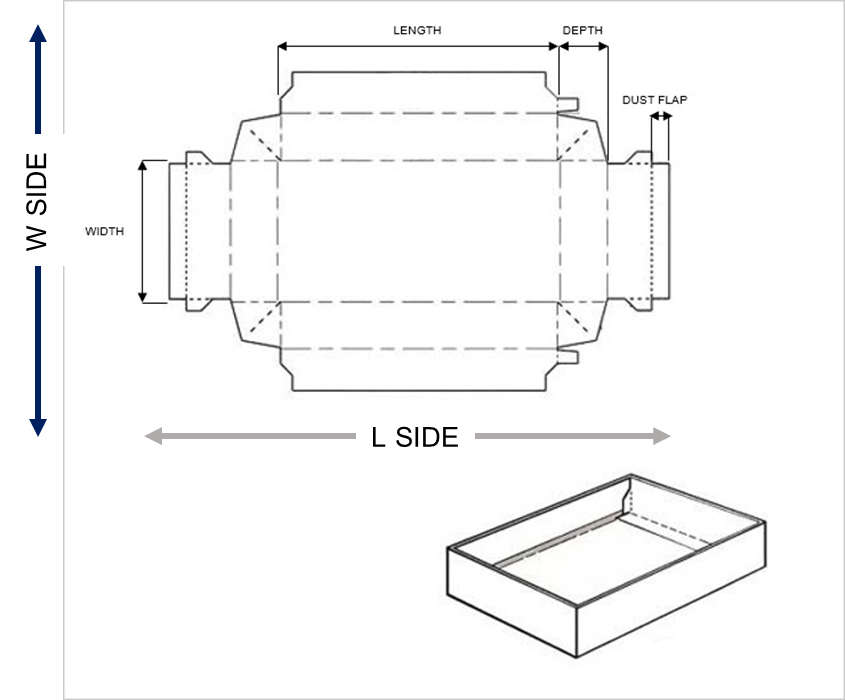 LENGTH
DEPTH
DUST FLAP
W SIDE
WIDTH
L SIDE